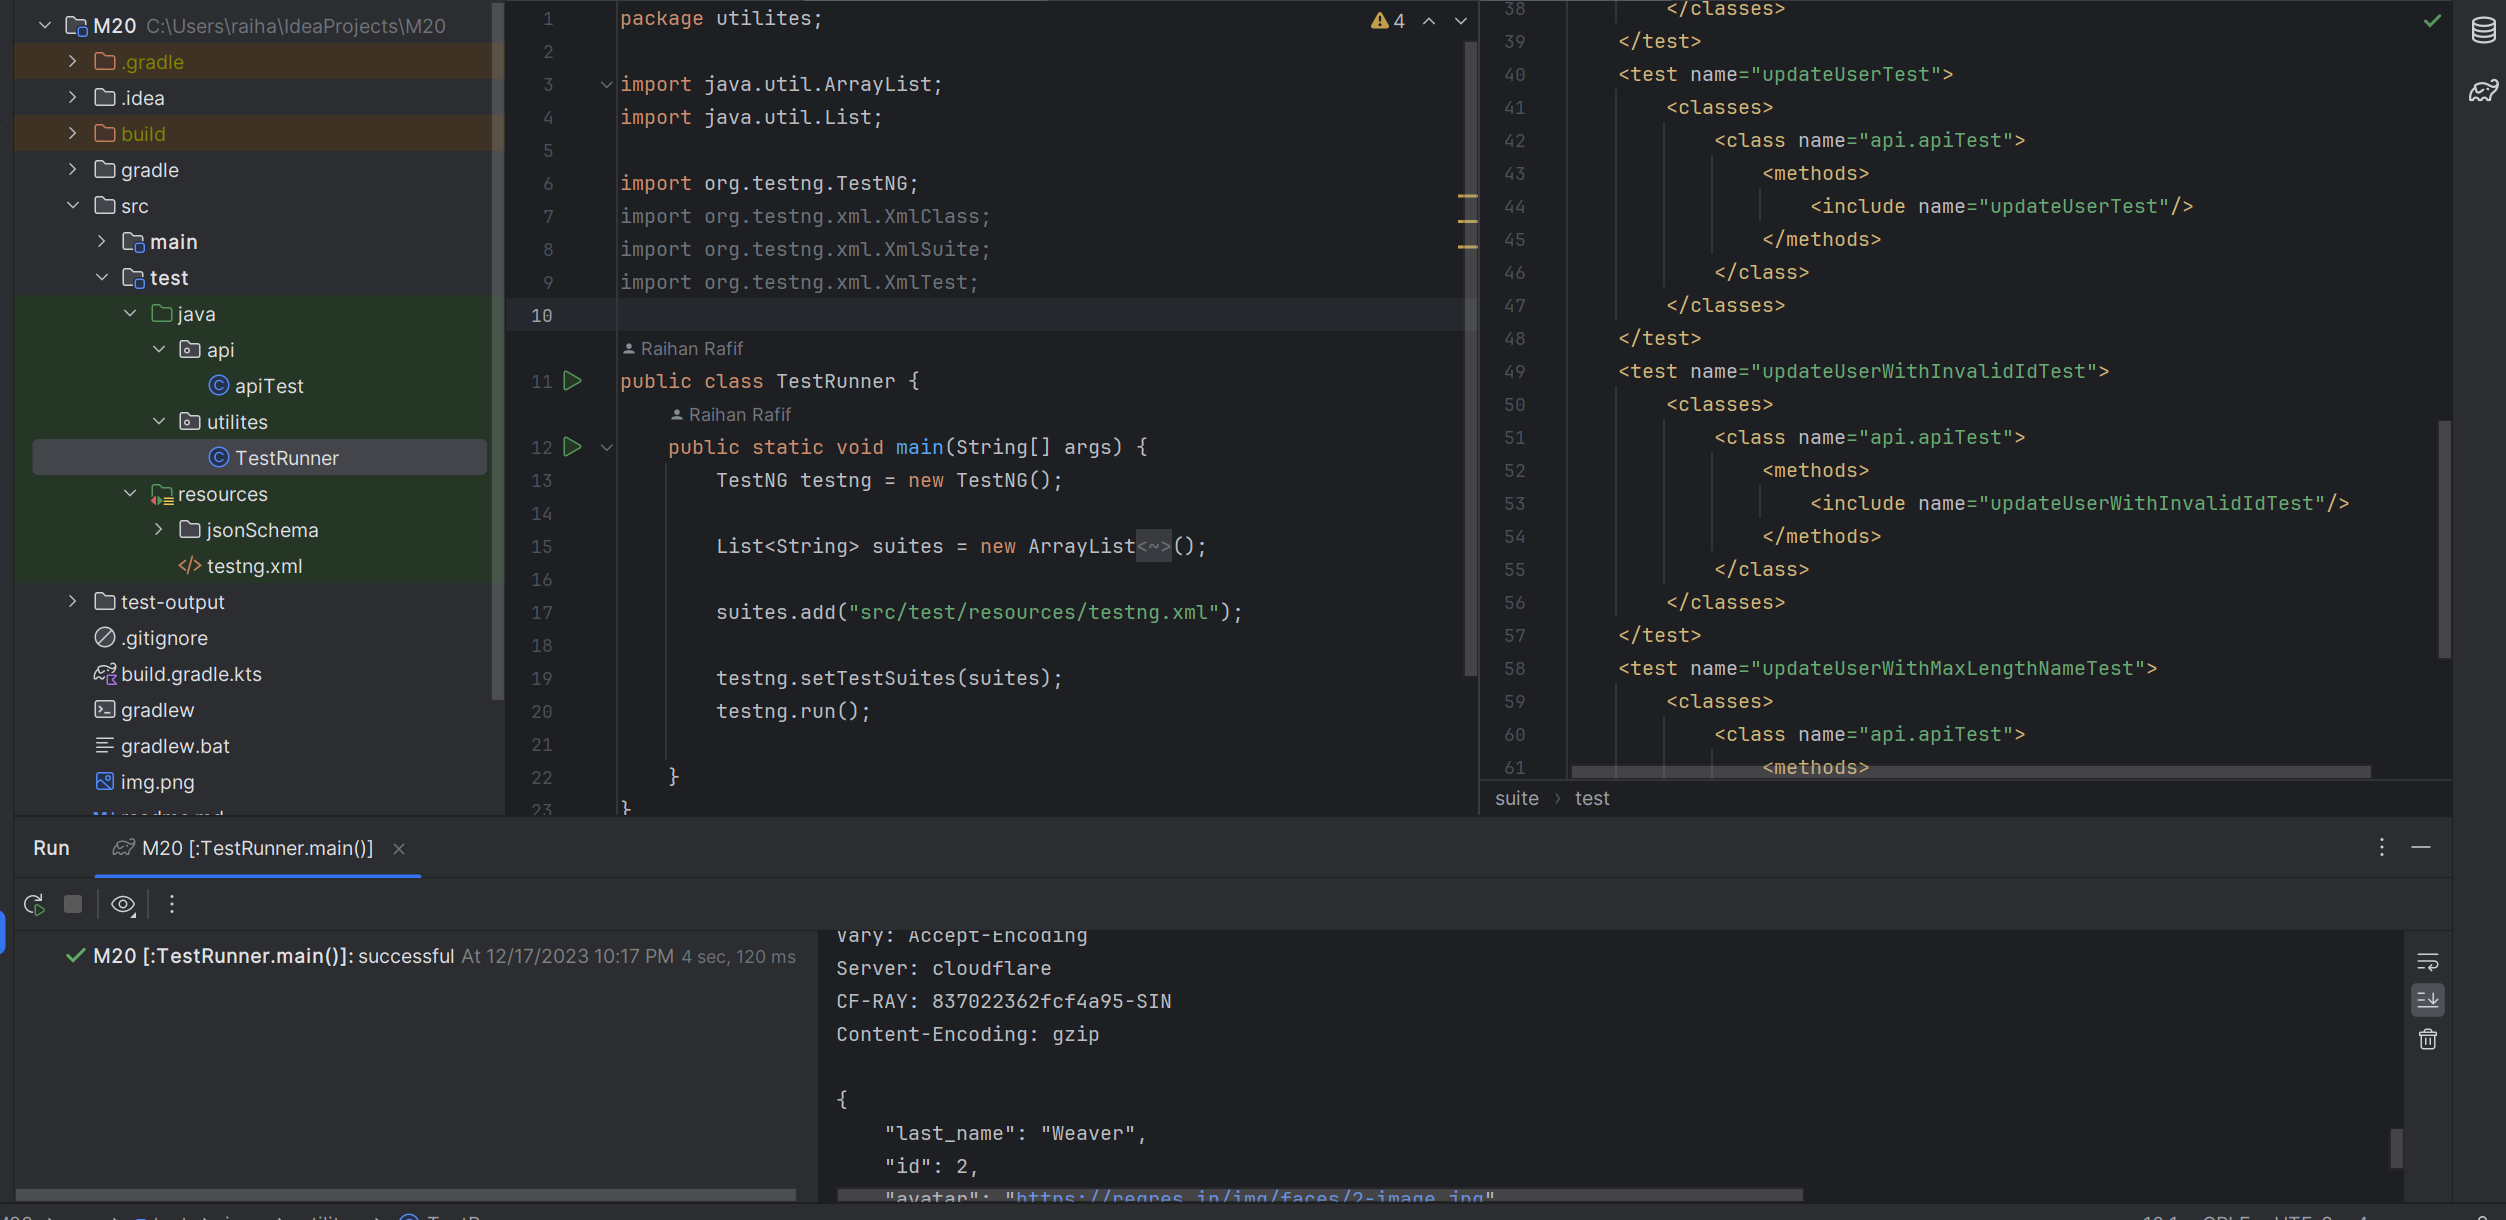 M20 C:\Users\raiha\IdeaProjects\M20
.gradle
.idea
build
gradle
src
main
test
java
api
apiTest
utilites
TestRunner
resources
jsonSchema
testng.xml
test-output
.gitignore
build.gradle.kts
gradlew
gradlew.bat
img.png
4
1 package utilites;
2
3 import java.util.ArrayList;
4 import java.util.List;
5
6 import org.testng.TestNG;
7 import org.testng.xml.XmlClass;
8 import org.testng.xml.XmlSuite;
9 import org.testng.xml.XmlTest;
10
Raihan Rafif
11 public class TestRunner {
Raihan Rafif
12 public static void main(String[] args) {
13 TestNG testng = new TestNG();
14
15 List<String> suites = new ArrayList<~>();
16
17 suites.add("src/test/resources/testng.xml");
18
19 testng.setTestSuites(suites);
20 testng.run();
21
22 }
23 }
38 </classes>
39 </test>
40 <test name="updateUserTest">
41 <classes>
42 <class name="api.apiTest">
43 <methods>
44 <include name="updateUserTest"/>
45 </methods>
46 </class>
47 </classes>
48 </test>
49 <test name="updateUserWithInvalidIdTest">
50 <classes>
51 <class name="api.apiTest">
52 <methods>
53 <include name="updateUserWithInvalidIdTest"/>
54 </methods>
55 </class>
56 </classes>
57 </test>
58 <test name="updateUserWithMaxLengthNameTest">
59 <classes>
60 <class name="api.apiTest">
61 <methods>
suite › test
Run M20 [:TestRunner.main()]
M20 [:TestRunner.main()]: successful At 12/17/2023 10:17 PM 4 sec, 120 ms
Vary: Accept-Encoding
Server: cloudflare
CF-RAY: 837022362fcf4a95-SIN
Content-Encoding: gzip
{
"last_name": "Weaver",
"id": 2,
"avatar": "https://reqres.in/img/faces/2-image.jpg"